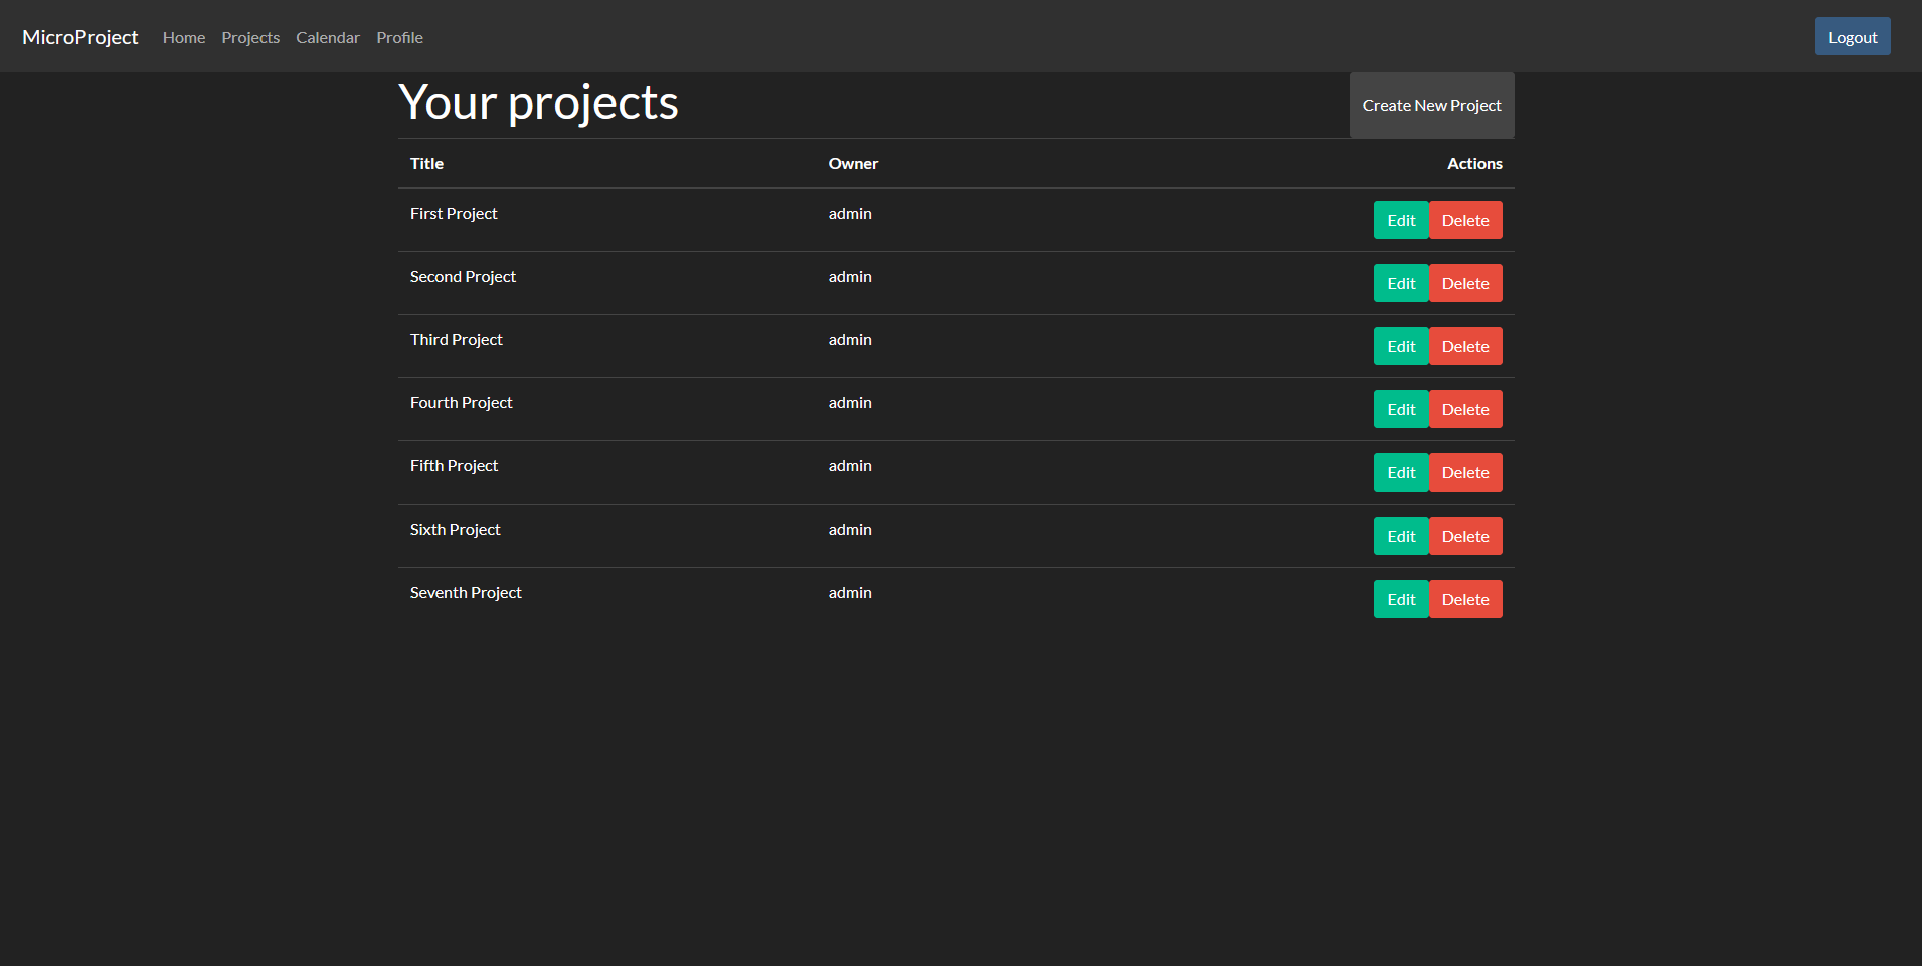 MicroProject Home Projects Calendar Profile Logout
Your projects Create New Project
Title Owner Actions
First Project admin Edit Delete
Second Project admin Edit Delete
Third Project admin Edit Delete
Fourth Project admin Edit Delete
Fifth Project admin Edit Delete
Sixth Project admin Edit Delete
Seventh Project admin Edit Delete